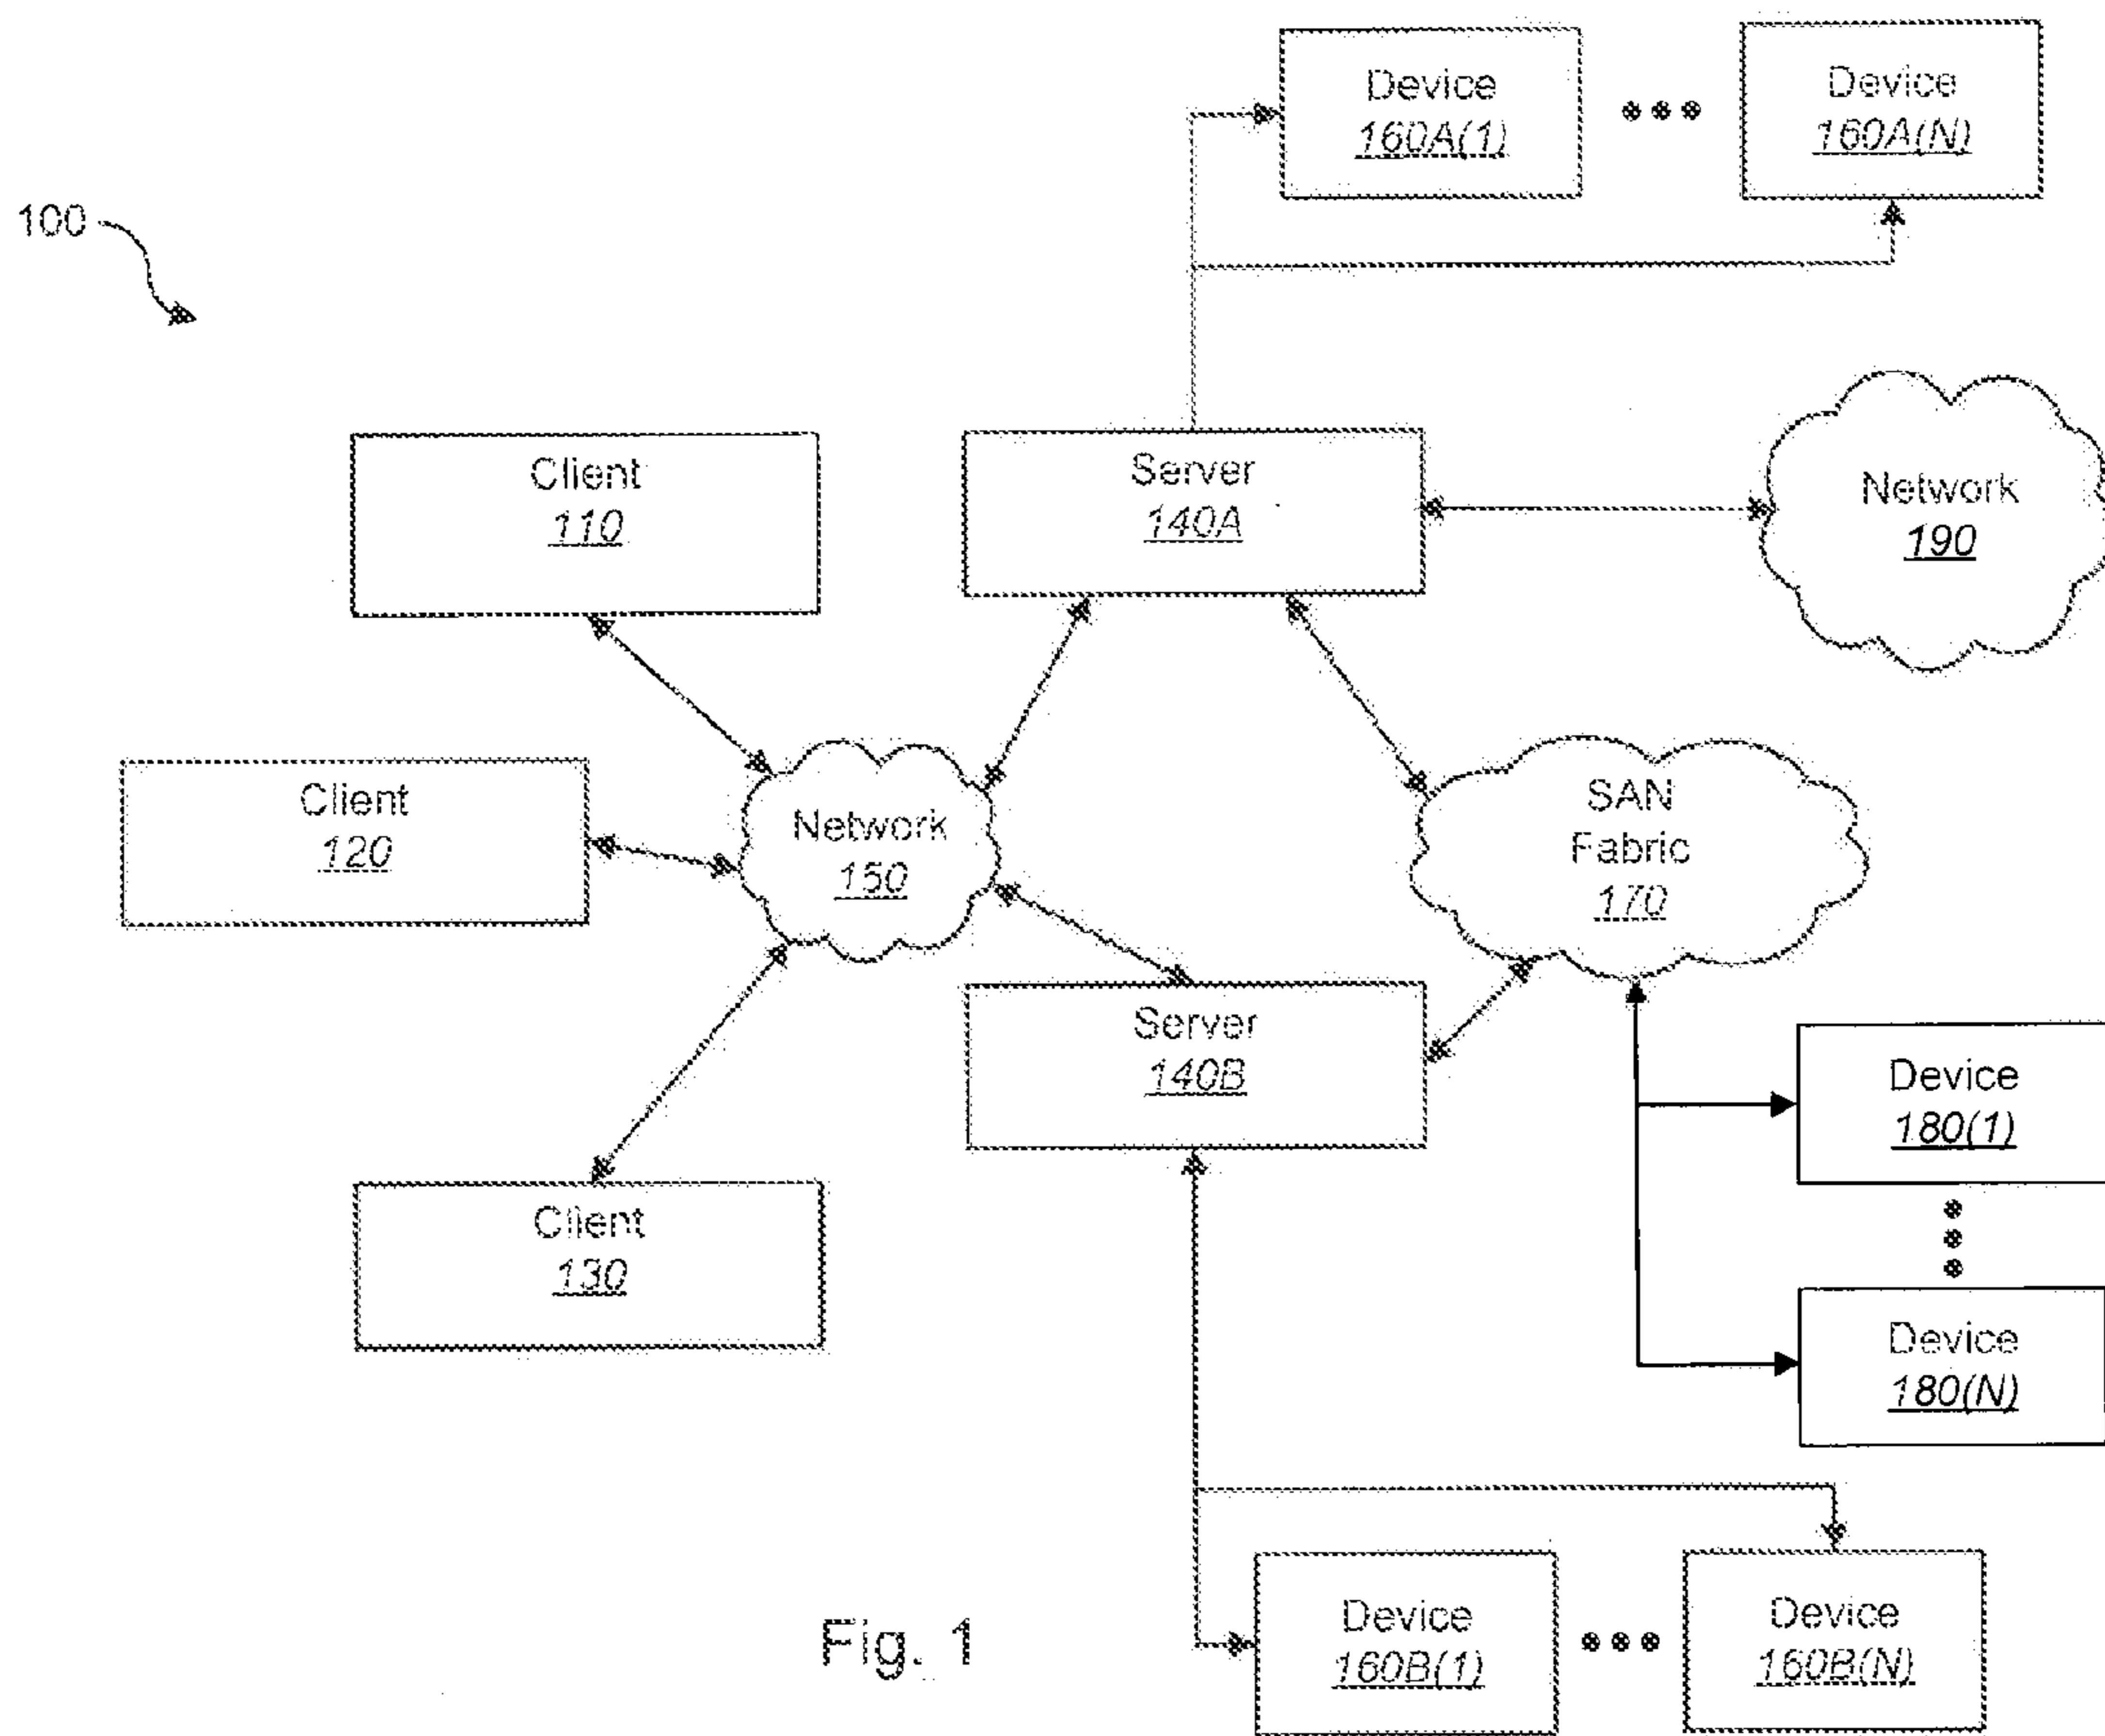 Device
160A(1)
Device
160A(N)
100
Client
110
Server
140A
Network
190
Client
120
Network
150
SAN
Fabric
170
Server
140B
Device
180(1)
Client
130
Device
180(N)
Device
160B(1)
Device
160B(N)
Fig. 1